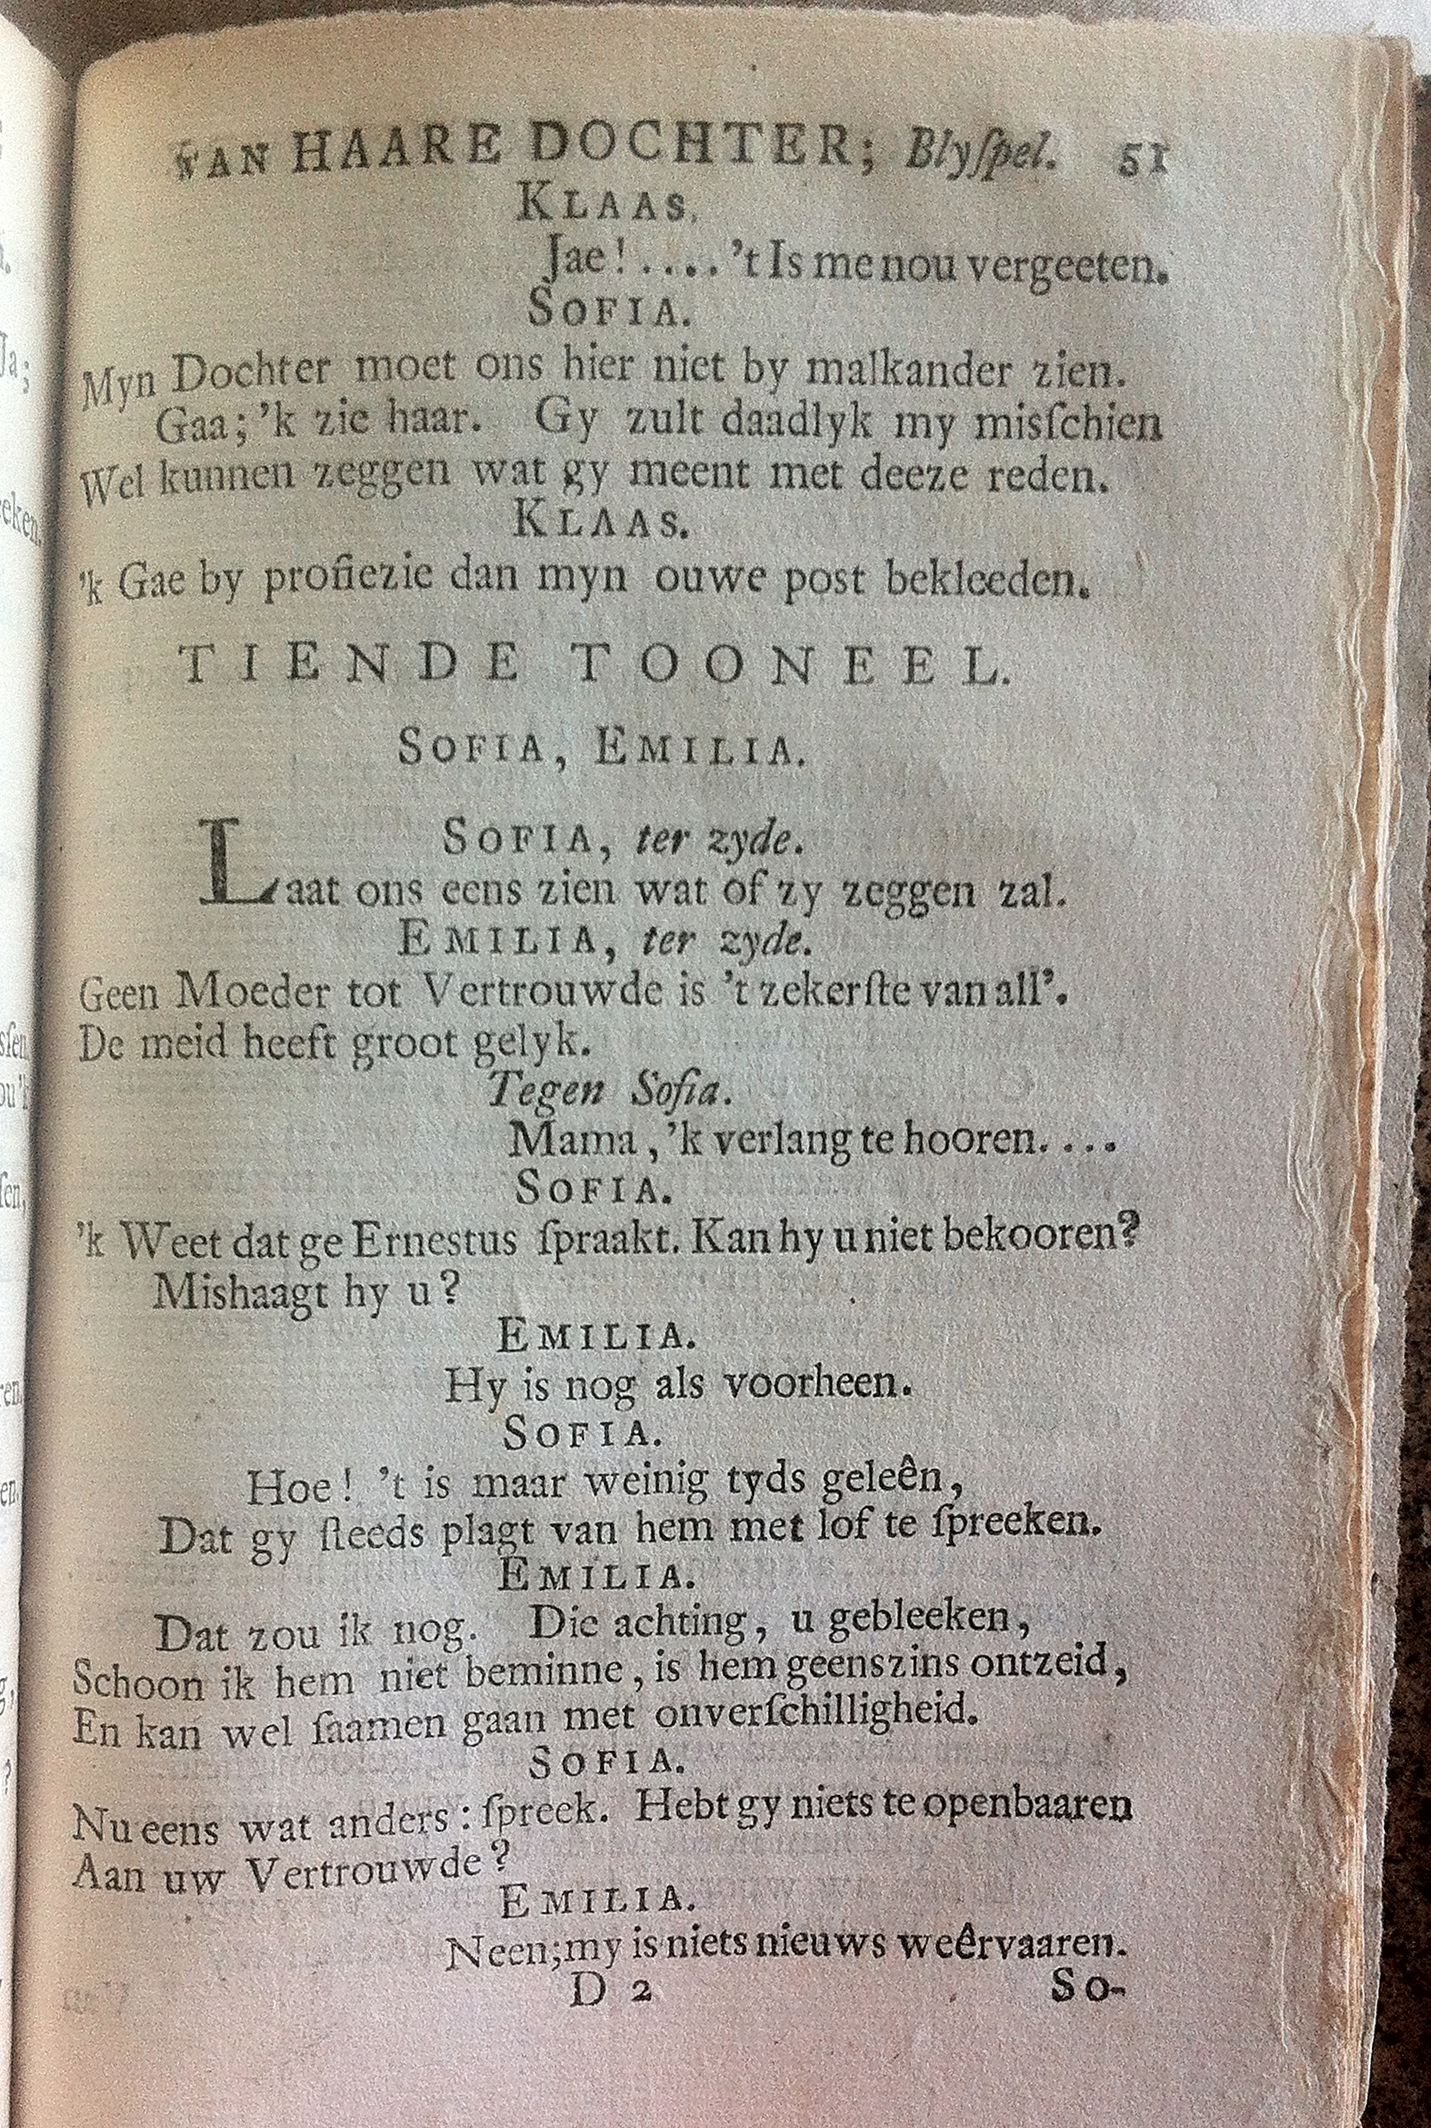 VAN HAARE DOCHTER; Blyſpel. 51
KLAAS.
Jae! .... 't Is me nou vergeeten.
SOFIA.
Myn Dochter moet ons hier niet by malkander zien.
Gaa; 'k zie haar. Gy zult daadlyk my misſchien
Wel kunnen zeggen wat gy meent met deeze reden.
KLAAS.
'k Gae by profiezie dan myn ouwe post bekleeden.
TIENDE TOONEEL.
SOFIA, EMILIA.
SOFIA, ter zyde.
Laat ons eens zien wat of zy zeggen zal.
EMILIA, ter zyde.
Geen Moeder tot Vertrouwde is 't zekerſte van all'.
De meid heeft groot gelyk.
Tegen Sofia.
Mama, 'k verlang te hooren....
SOFIA.
'k Weet dat ge Ernestus ſpraakt. Kan hy u niet bekooren?
Mishaagt hy u?
EMILIA.
Hy is nog als voorheen.
SOFIA.
Hoe! 't is maar weinig tyds geleên,
Dat gy ſteeds plagt van hem met lof te ſpreeken.
EMILIA.
Dat zou ik nog. Die achting, u gebleeken,
Schoon ik hem niet beminne, is hem geenszins ontzeid,
En kan wel ſaamen gaan met onverſchilligheid.
SOFIA.
Nu eens wat anders: ſpreek. Hebt gy niets te openbaaren
Aan uw Vertrouwde?
EMILIA.
Neen; my is niets nieuws weêrvaaren.
D 2 So-